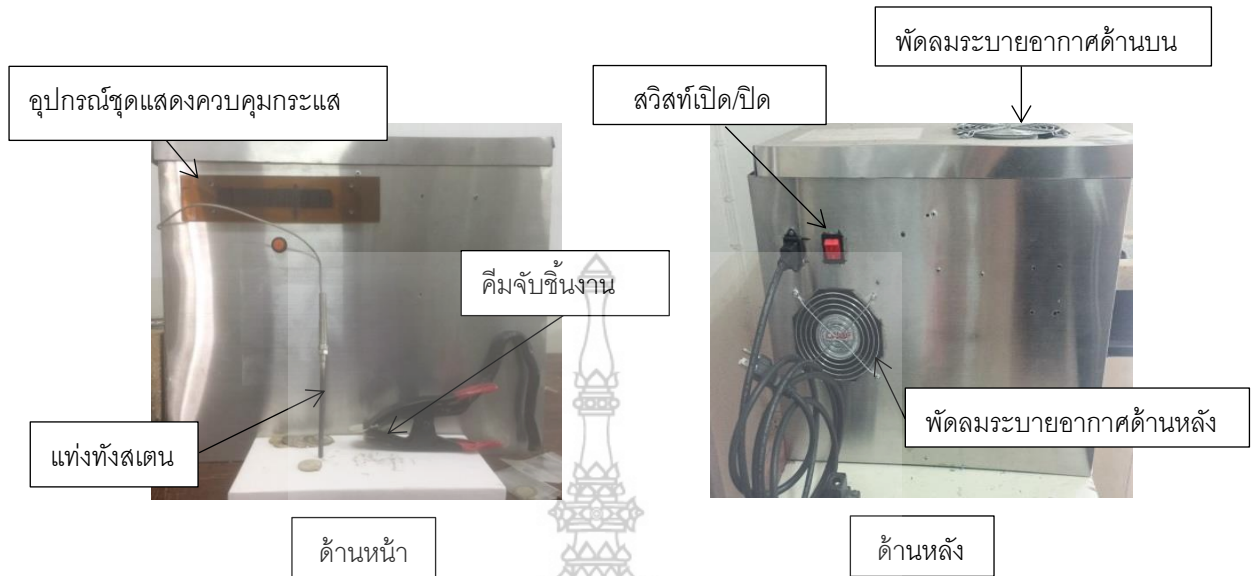 พัดลมระบายอากาศด้านบน
อุปกรณ์ชุดแสดงควบคุมกระแส
สวิสท์เปิด/ปิด
คีมจับชิ้นงาน
แท่งทังสเตน
พัดลมระบายอากาศด้านหลัง
ด้านหน้า
ด้านหลัง